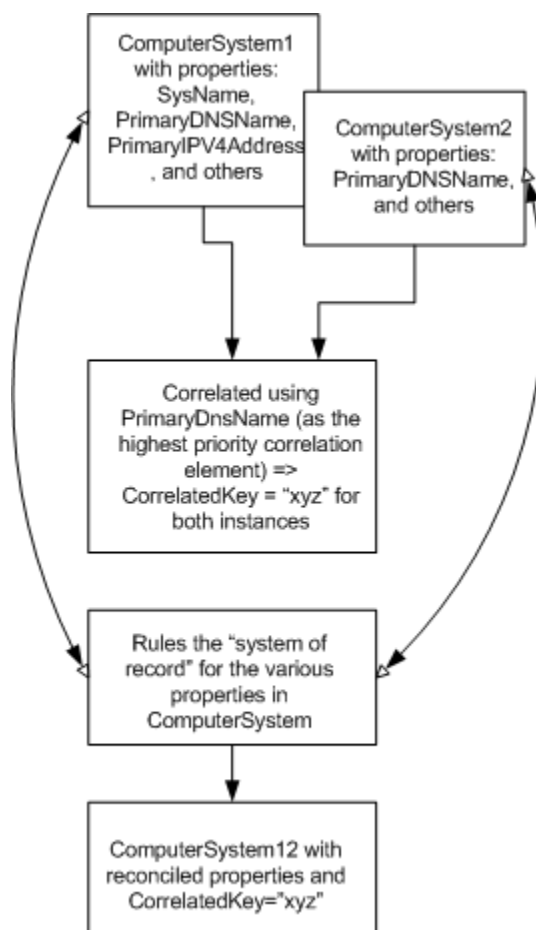 ComputerSystem1
with properties:
SysName,
PrimaryDNSName,
PrimaryIPV4Address
, and others
ComputerSystem2
with properties:
PrimaryDNSName,
and others
Correlated using
PrimaryDnsName (as the
highest priority correlation
element) =>
CorrelatedKey = “xyz” for
both instances
Rules the “system of
record” for the various
properties in
ComputerSystem
ComputerSystem12 with
reconciled properties and
CorrelatedKey=”xyz”